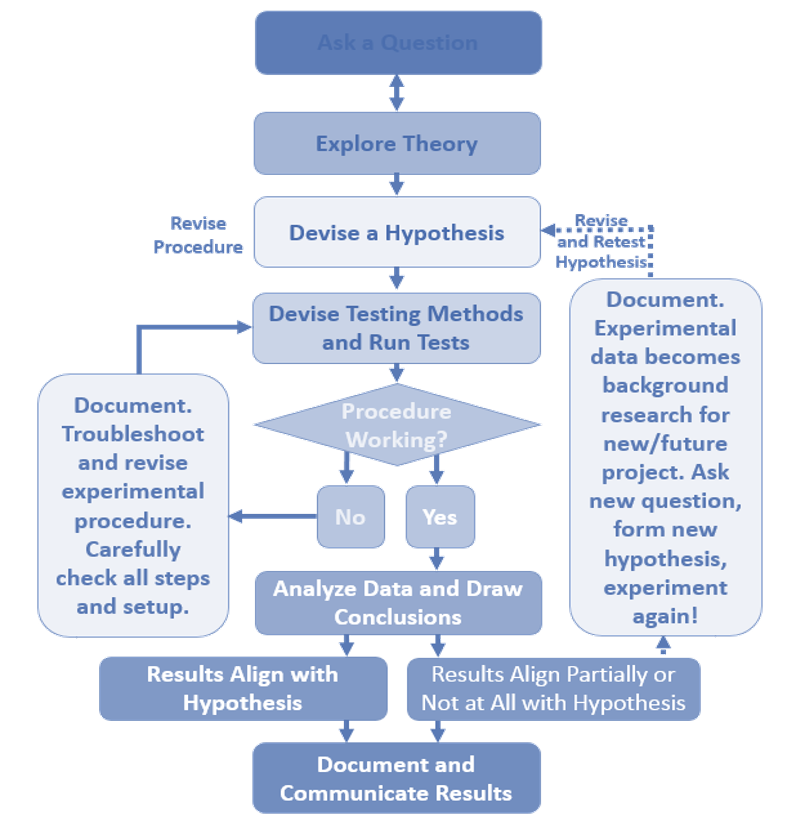 Ask a Question
Explore Theory
Revise
Procedure
Devise a Hypothesis
Revise
and Retest
Hypothesis
Devise Testing Methods
and Run Tests
Document.
Experimental
data becomes
background
research for
new/future
project. Ask
new question,
form new
hypothesis,
experiment
again!
Document.
Troubleshoot
and revise
experimental
procedure.
Carefully
check all steps
and setup.
Procedure
Working?
No
Yes
Analyze Data and Draw
Conclusions
Results Align with
Hypothesis
Results Align Partially or
Not at All with Hypothesis
Document and
Communicate Results